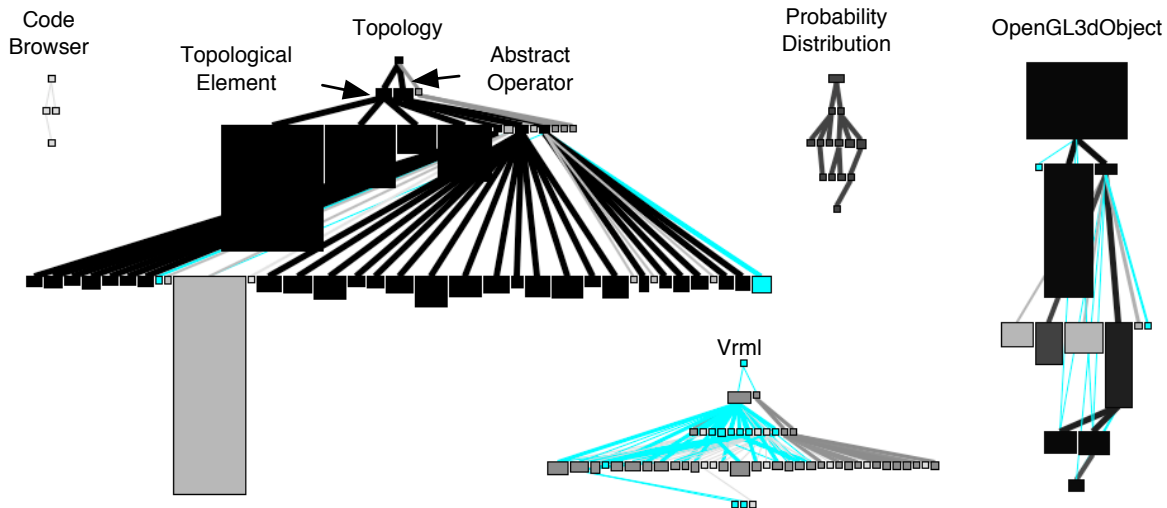 Code
Browser
Topology
Topological
Element
Abstract
Operator
Probability
Distribution
OpenGL3dObject
Vrml